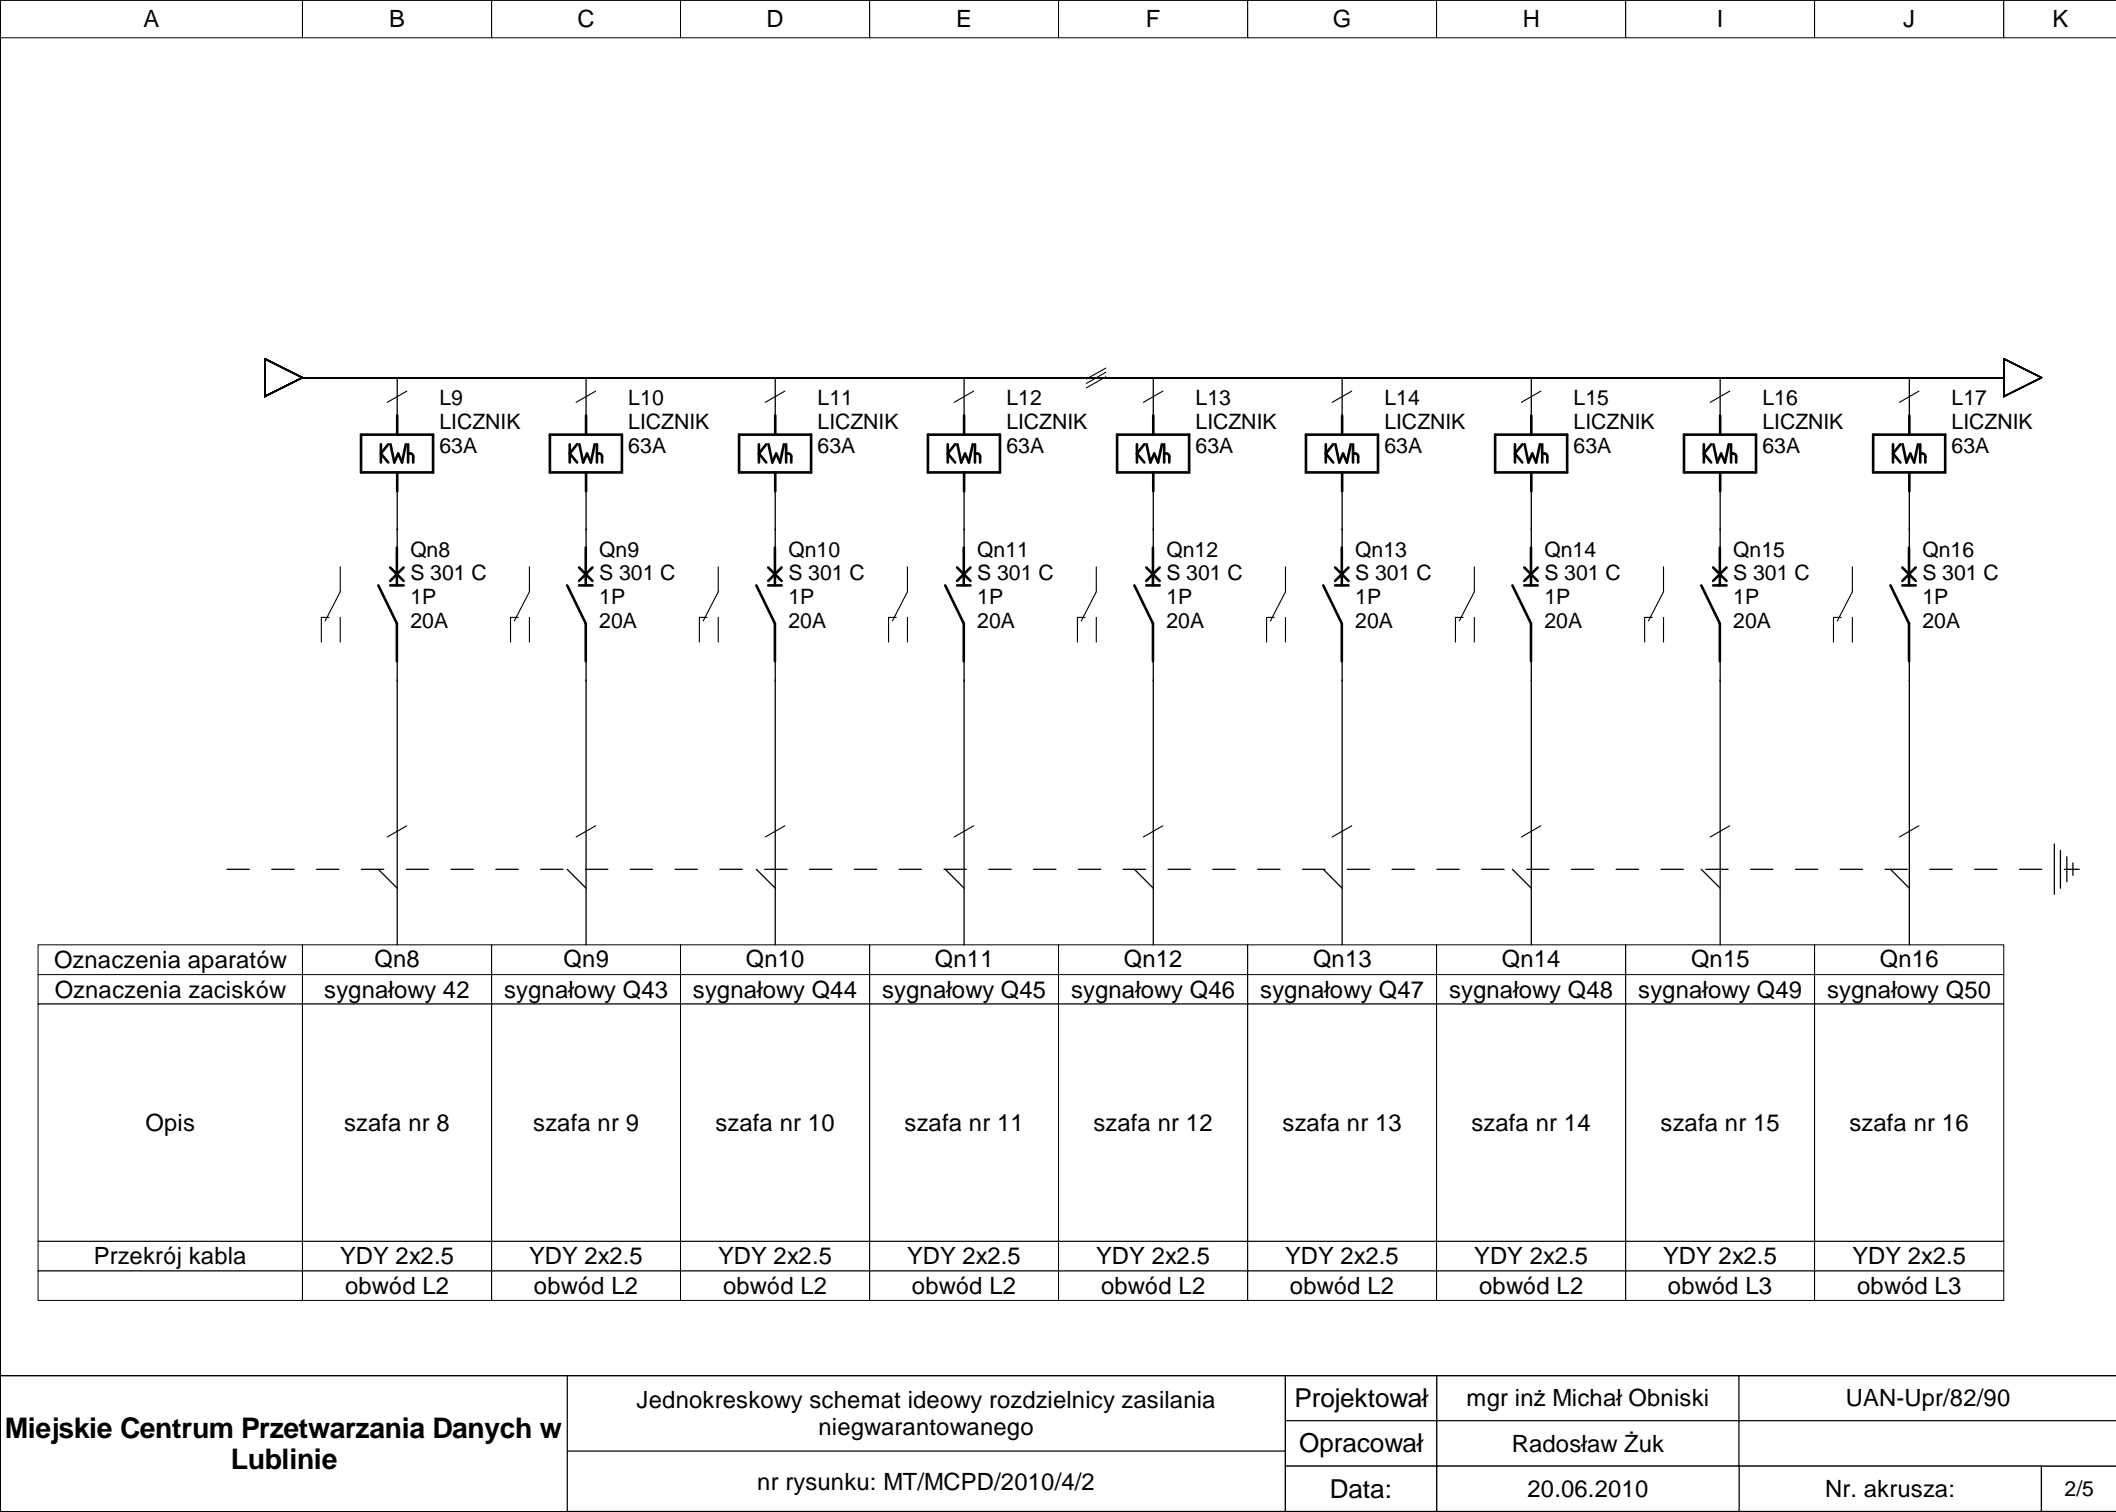 A B C D E F G H I J K
L9 L10 L11 L12 L13 L14 L15 L16 L17
LICZNIK LICZNIK LICZNIK LICZNIK LICZNIK LICZNIK LICZNIK LICZNIK LICZNIK
63A 63A 63A 63A 63A 63A 63A 63A 63A
KWh KWh KWh KWh KWh KWh KWh KWh KWh
Qn8 Qn9 Qn10 Qn11 Qn12 Qn13 Qn14 Qn15 Qn16
S 301 C S 301 C S 301 C S 301 C S 301 C S 301 C S 301 C S 301 C S 301 C
1P 1P 1P 1P 1P 1P 1P 1P 1P
20A 20A 20A 20A 20A 20A 20A 20A 20A
Oznaczenia aparatów Qn8 Qn9 Qn10 Qn11 Qn12 Qn13 Qn14 Qn15 Qn16
Oznaczenia zacisków sygnałowy 42 sygnałowy Q43 sygnałowy Q44 sygnałowy Q45 sygnałowy Q46 sygnałowy Q47 sygnałowy Q48 sygnałowy Q49 sygnałowy Q50
Opis szafa nr 8 szafa nr 9 szafa nr 10 szafa nr 11 szafa nr 12 szafa nr 13 szafa nr 14 szafa nr 15 szafa nr 16
Przekrój kabla YDY 2x2.5 YDY 2x2.5 YDY 2x2.5 YDY 2x2.5 YDY 2x2.5 YDY 2x2.5 YDY 2x2.5 YDY 2x2.5 YDY 2x2.5
obwód L2 obwód L2 obwód L2 obwód L2 obwód L2 obwód L2 obwód L2 obwód L3 obwód L3
Miejskie Centrum Przetwarzania Danych w
Lublinie
Jednokreskowy schemat ideowy rozdzielnicy zasilania
niegwarantowanego
nr rysunku: MT/MCPD/2010/4/2
Projektował mgr inż Michał Obniski UAN-Upr/82/90
Opracował Radosław Żuk
Data: 20.06.2010 Nr. akrusza: 2/5